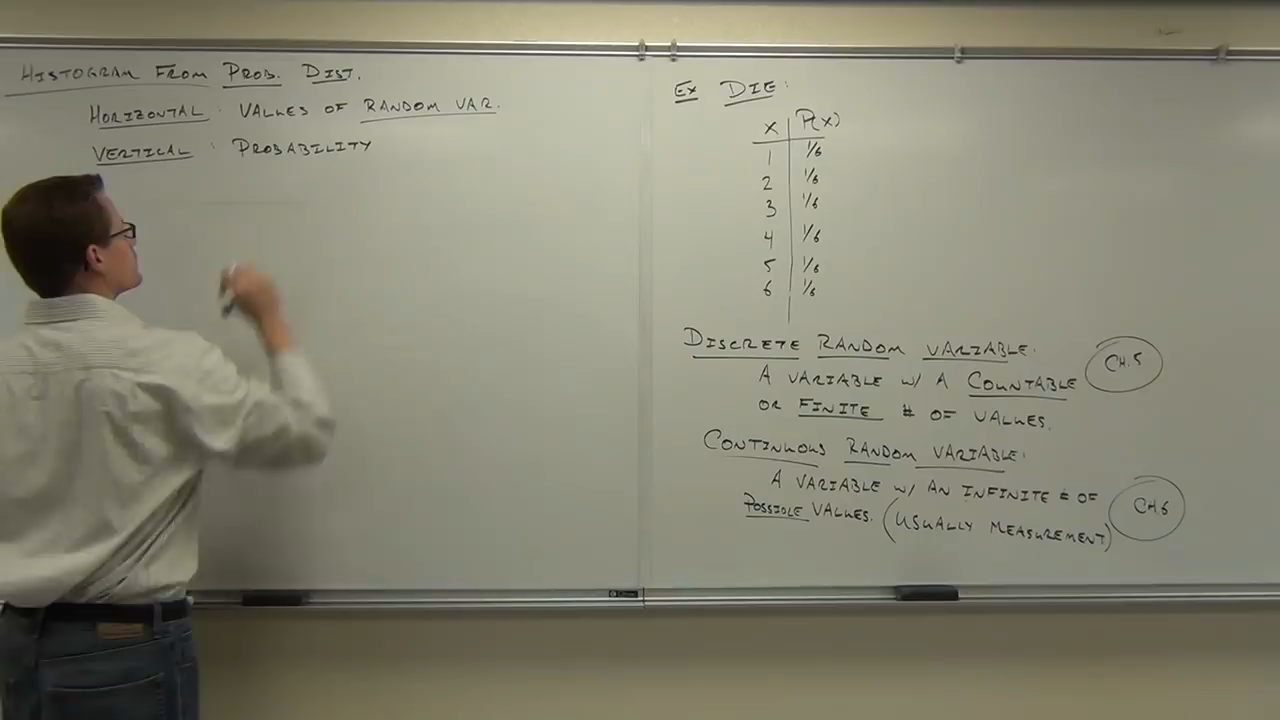 HISTOGRAM FROM PROB. DIST.
HORIZONTAL: VALUES OF RANDOM VAR.
VERTICAL: PROBABILITY
EX DIE:
X P(X)
1 1/6
2 1/6
3 1/6
4 1/6
5 1/6
6 1/6
DISCRETE RANDOM VARIABLE:
A VARIABLE W/ A COUNTABLE
OR FINITE # OF VALUES.
CH.5
CONTINUOUS RANDOM VARIABLE:
A VARIABLE W/ AN INFINITE # OF
POSSIBLE VALUES. (USUALLY MEASUREMENT)
CH.6